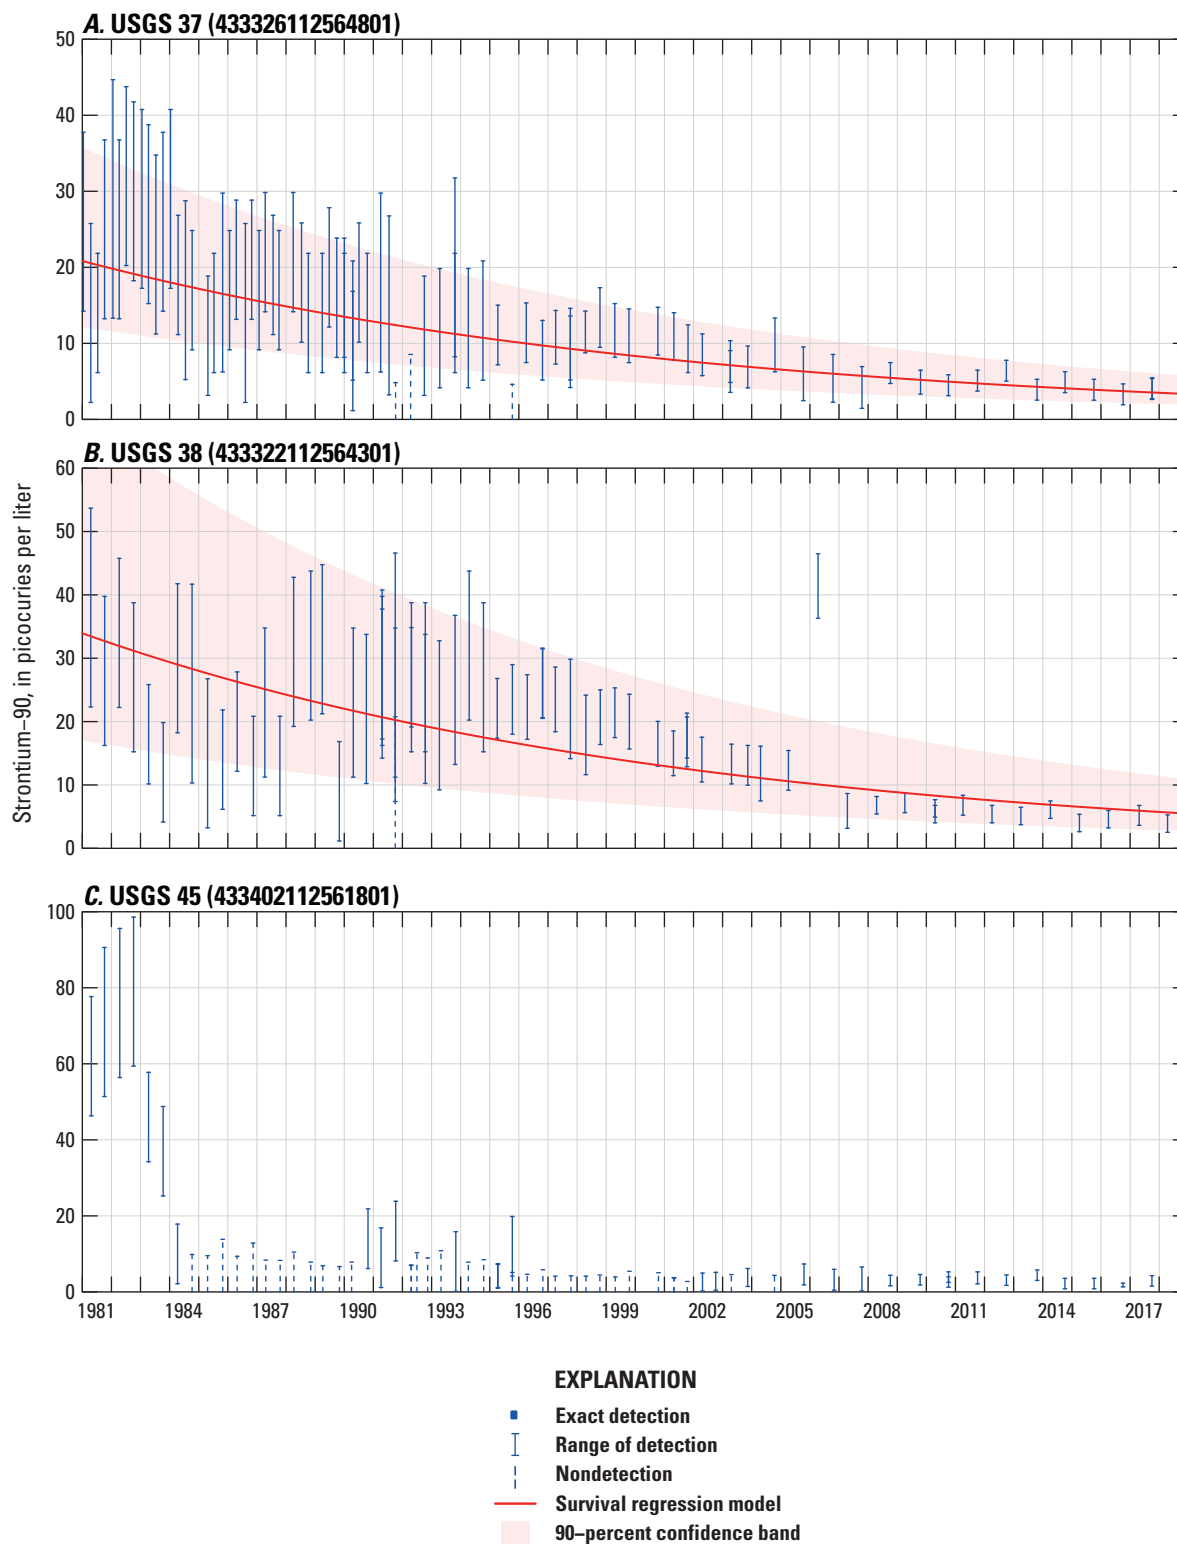 A. USGS 37 (433326112564801)
50
40
30
20
10
0
B. USGS 38 (433322112564301)
60
50
40
30
20
10
0
Strontium–90, in picocuries per liter
C. USGS 45 (433402112561801)
100
80
60
40
20
0
1981 1984 1987 1990 1993 1996 1999 2002 2005 2008 2011 2014 2017
EXPLANATION
Exact detection
Range of detection
Nondetection
Survival regression model
90–percent confidence band